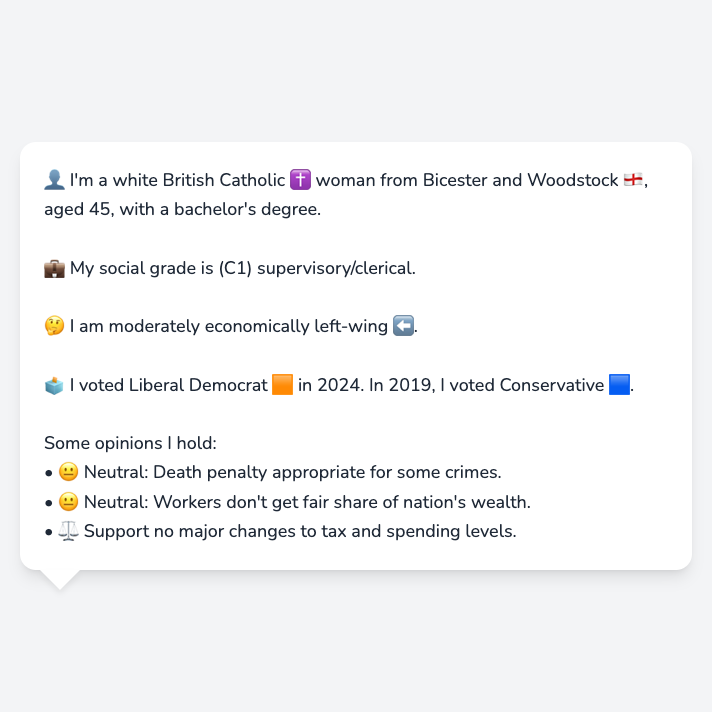 👤 I'm a white British Catholic ✝️ woman from Bicester and Woodstock 🏴󠁧󠁢󠁥󠁮󠁧󠁿,
aged 45, with a bachelor's degree.
💼 My social grade is (C1) supervisory/clerical.
🤔 I am moderately economically left-wing ⬅️.
🗳️ I voted Liberal Democrat 🟧 in 2024. In 2019, I voted Conservative 🟦.
Some opinions I hold:
• 😐 Neutral: Death penalty appropriate for some crimes.
• 😐 Neutral: Workers don't get fair share of nation's wealth.
• ⚖️ Support no major changes to tax and spending levels.